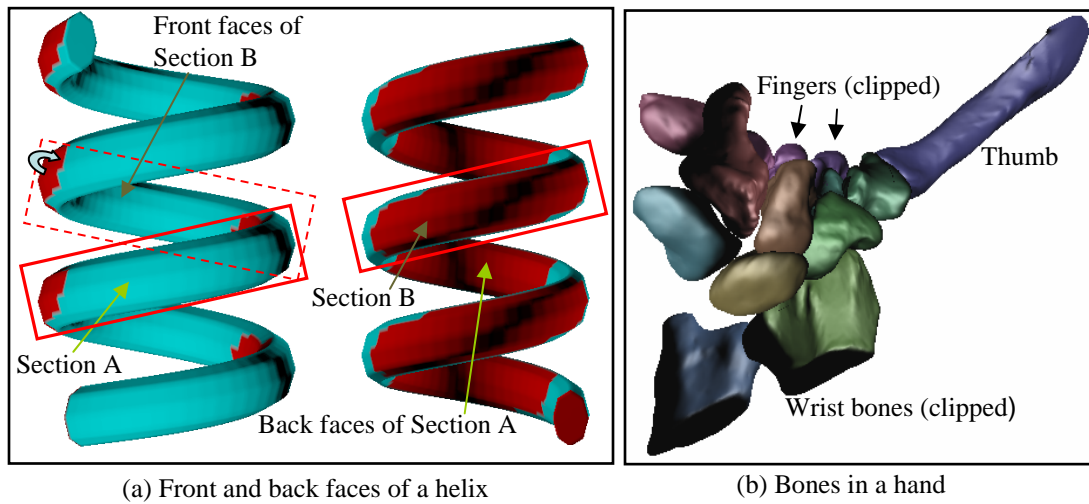 Front faces of
Section B
Section A
Section B
Back faces of Section A
Fingers (clipped)
Thumb
Wrist bones (clipped)
(a) Front and back faces of a helix
(b) Bones in a hand